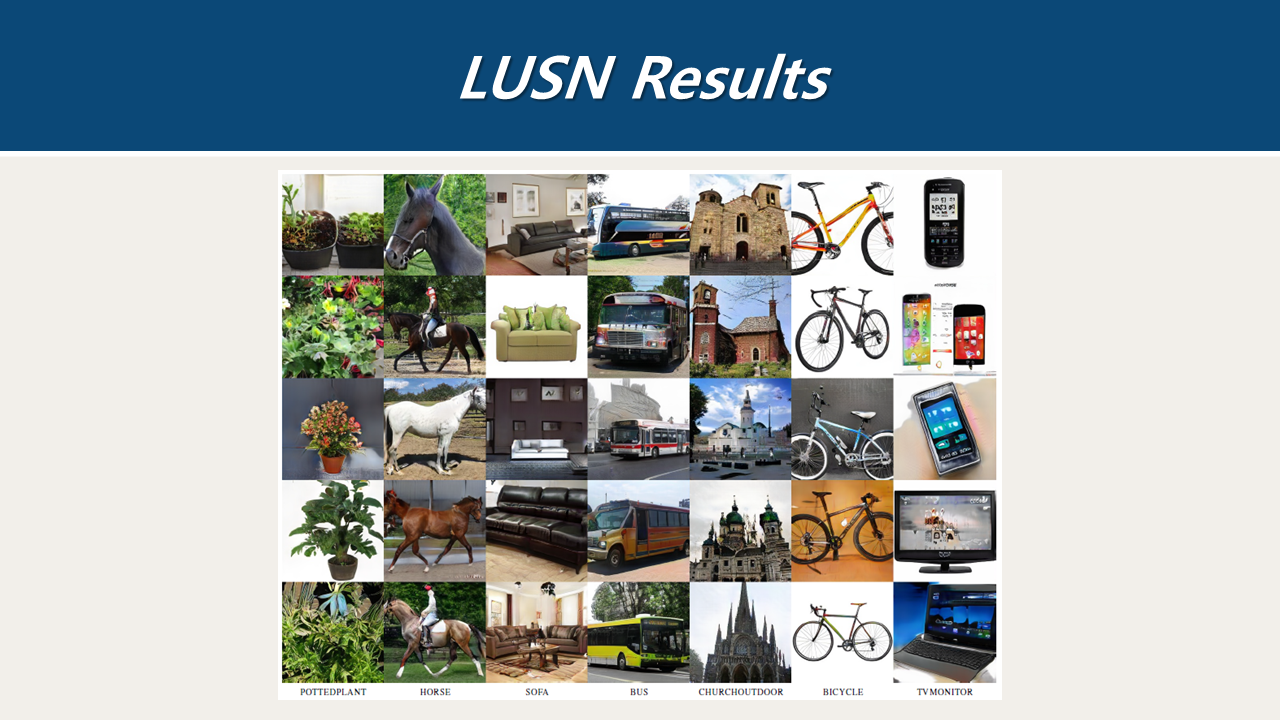 LUSN Results
POTTEDPLANT HORSE SOFA BUS CHURCHOUTDOOR BICYCLE TVMONITOR